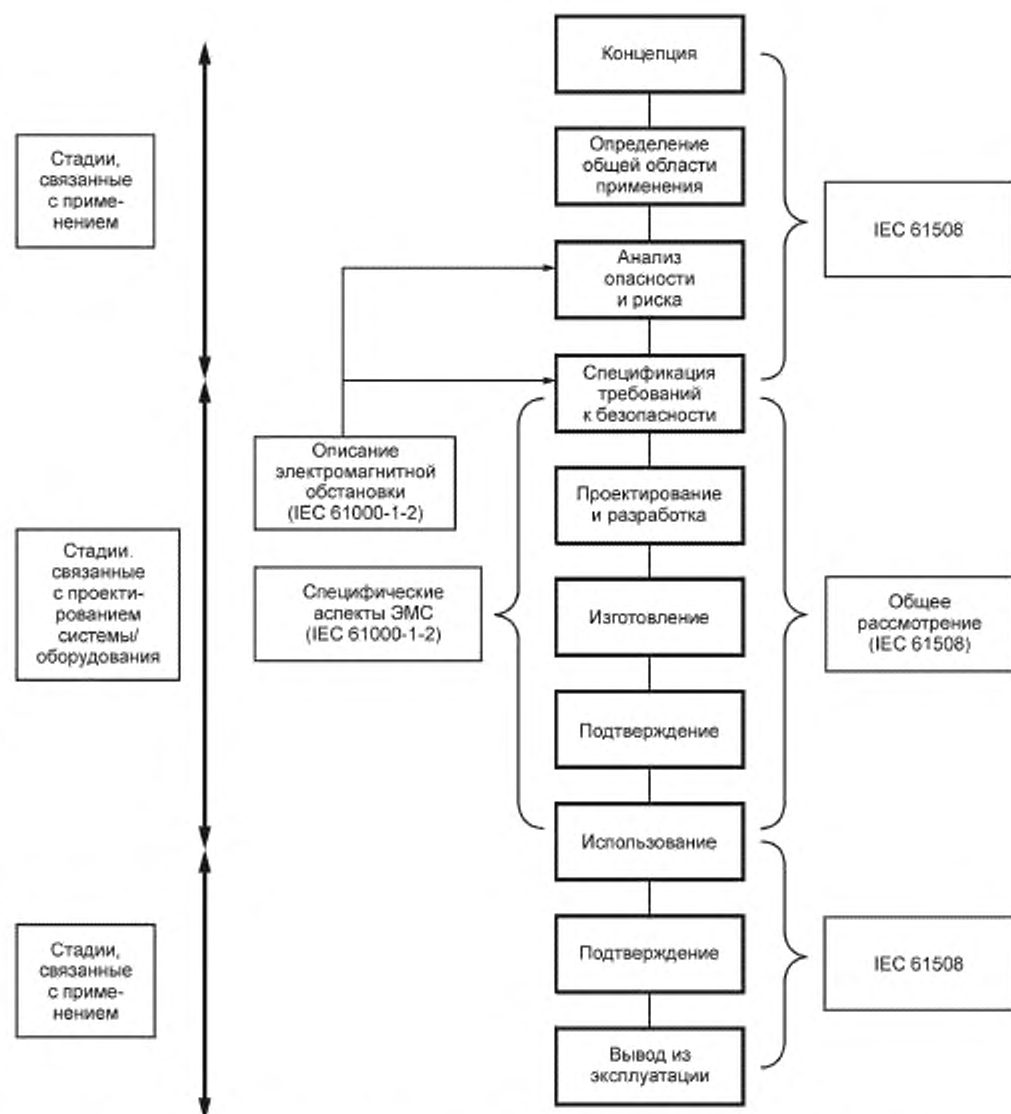 Концепция
Стадии,
связанные
с приме-
нением
Определение
общей области
применения
IEC 61508
Анализ
опасности
и риска
Спецификация
требований
к безопасности
Описание
электромагнитной
обстановки
(IEC 61000-1-2)
Проектирование
и разработка
Стадии.
связанные
с проекти-
рованием
системы/
оборудования
Специфические
аспекты ЭМС
(IEC 61000-1-2)
Изготовление
Общее
рассмотрение
(IEC 61508)
Подтверждение
Использование
Стадии,
связанные
с приме-
нением
Подтверждение
IEC 61508
Вывод из
эксплуатации